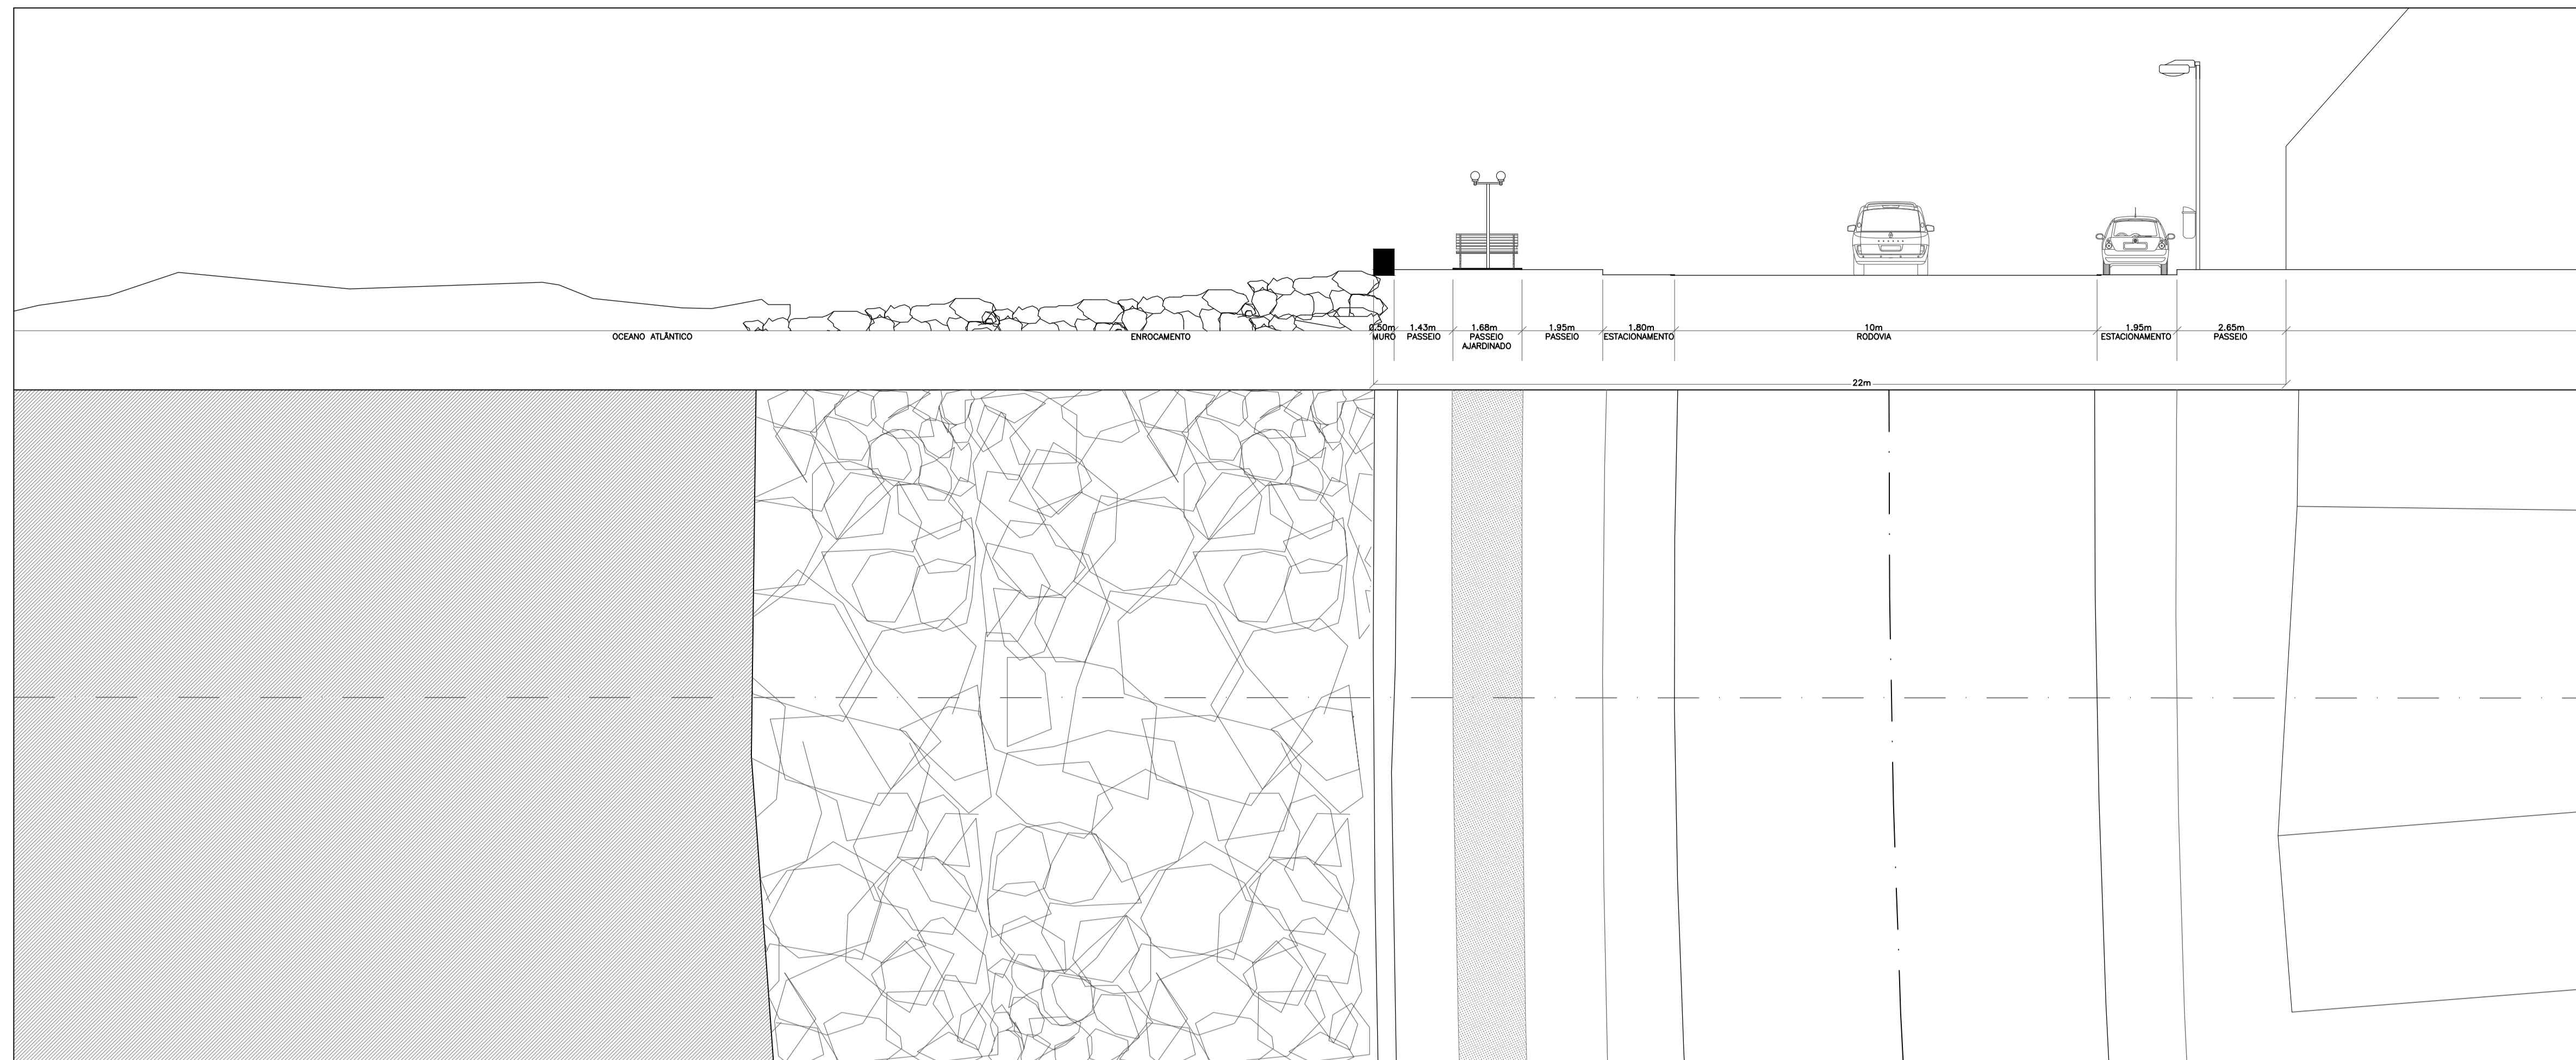 0.50m 1.43m 1.68m 1.95m 1.80m 10m 1.95m 2.65m
OCEANO ATLÂNTICO ENROCAMENTO MURO PASSEIO PASSEIO PASSEIO ESTACIONAMENTO RODOVIA ESTACIONAMENTO PASSEIO
AJARDINADO
22m